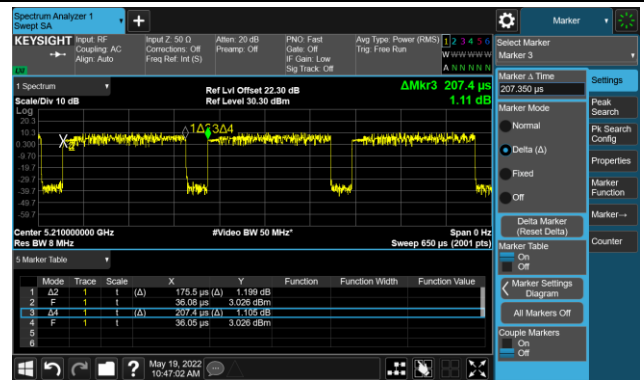 Spectrum Analyzer 1
Swept SA
Marker
KEYSIGHT
Input: RF
Coupling: AC
Align: Auto
Input Z: 50 Ω
Corrections: Off
Freq Ref: Int (S)
Atten: 20 dB
Preamp: Off
PNO: Fast
Gate: Off
IF Gain: Low
Sig Track: Off
Avg Type: Power (RMS)
Trig: Free Run
1 2 3 4 5 6
W W W W W W
A N N N N N
Select Marker
Marker 3
1 Spectrum
Scale/Div 10 dB
Log
Ref Lvl Offset 22.30 dB
Ref Level 30.30 dBm
ΔMkr3 207.4 µs
1.11 dB
20.3
10.3
0.300
-9.70
-19.7
-29.7
-39.7
-49.7
-59.7
1Δ2
3Δ4
Center 5.210000000 GHz
Res BW 8 MHz
#Video BW 50 MHz*
Span 0 Hz
Sweep 650 µs (2001 pts)
Marker Δ Time
207.350 µs
Marker Mode
Normal
Delta (Δ)
Fixed
Off
Delta Marker
(Reset Delta)
Marker Table
On
Off
Marker Settings
Diagram
All Markers Off
Couple Markers
On
Off
Settings
Peak
Search
Pk Search
Config
Properties
Marker
Function
Marker→
Counter
5 Marker Table
Mode Trace Scale X Y Function Function Width Function Value
1 Δ2 1 t (Δ) 175.5 µs (Δ) 1.199 dB
2 F 1 t 36.08 µs 3.026 dBm
3 Δ4 1 t (Δ) 207.4 µs (Δ) 1.105 dB
4 F 1 t 36.05 µs 3.026 dBm
5
6
?
May 19, 2022
10:47:02 AM